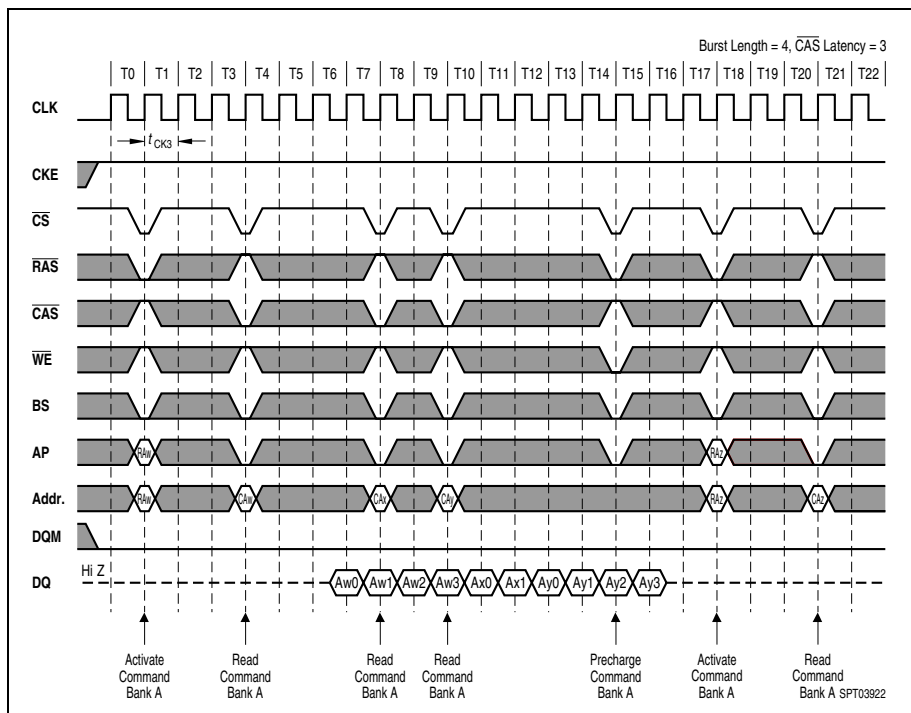 Burst Length = 4, CAS Latency = 3
T0 T1 T2 T3 T4 T5 T6 T7 T8 T9 T10 T11 T12 T13 T14 T15 T16 T17 T18 T19 T20 T21 T22
CLK
t CK3
CKE
CS
RAS
CAS
WE
BS
AP RAw RAz
Addr. RAw CAw CAx CAy RAz CAz
DQM
Hi Z
DQ Aw0 Aw1 Aw2 Aw3 Ax0 Ax1 Ay0 Ay1 Ay2 Ay3
Activate Read Read Read Precharge Activate Read
Command Command Command Command Command Command Command
Bank A Bank A Bank A Bank A Bank A Bank A Bank A SPT03922